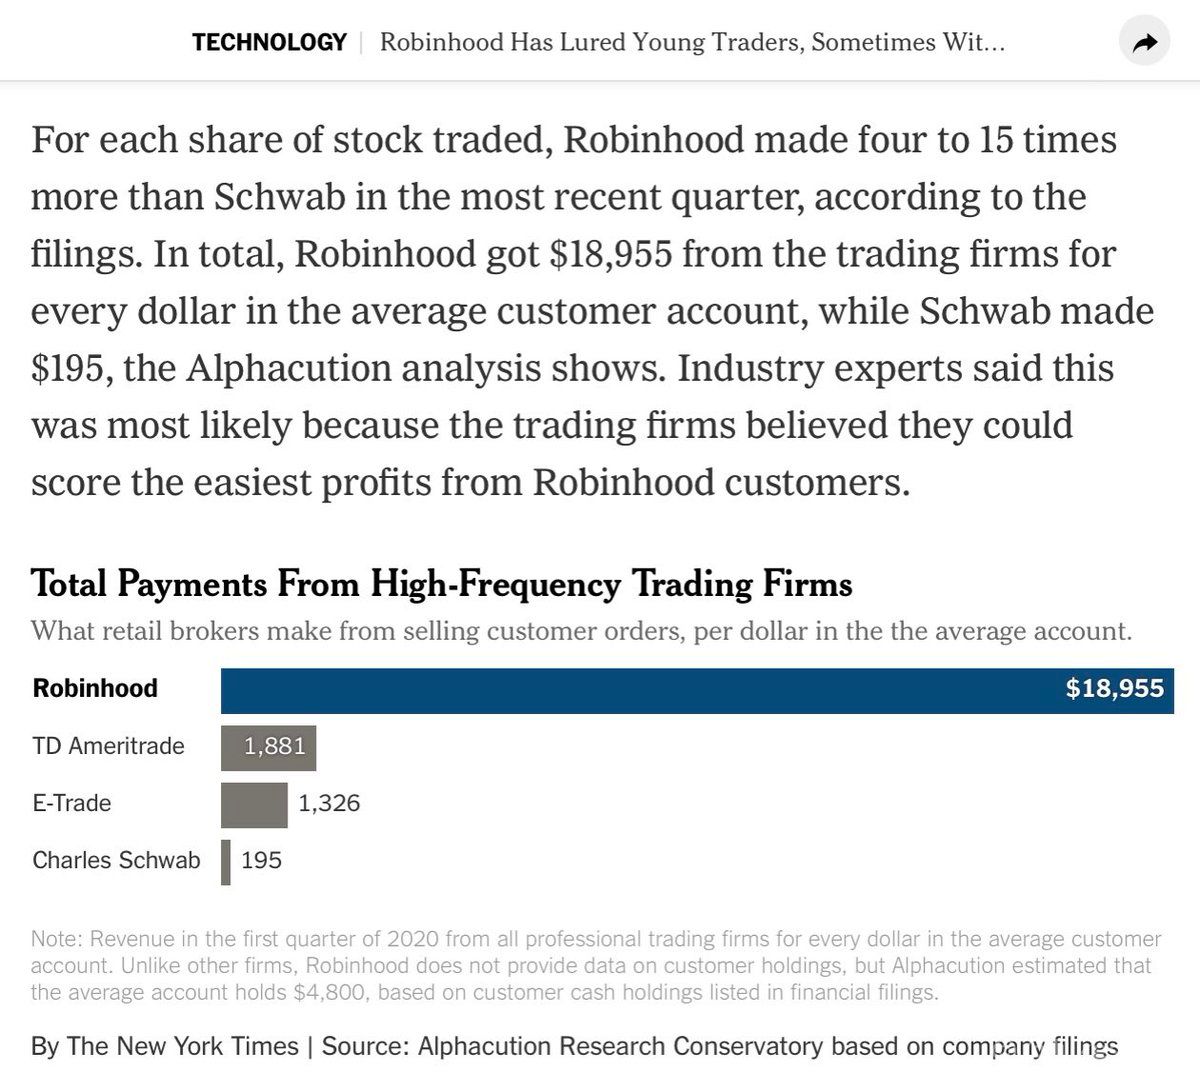 TECHNOLOGY | Robinhood Has Lured Young Traders, Sometimes Wit...
For each share of stock traded, Robinhood made four to 15 times
more than Schwab in the most recent quarter, according to the
filings. In total, Robinhood got $18,955 from the trading firms for
every dollar in the average customer account, while Schwab made
$195, the Alphacution analysis shows. Industry experts said this
was most likely because the trading firms believed they could
score the easiest profits from Robinhood customers.
Total Payments From High-Frequency Trading Firms
What retail brokers make from selling customer orders, per dollar in the the average account.
Robinhood $18,955
TD Ameritrade 1,881
E-Trade 1,326
Charles Schwab 195
Note: Revenue in the first quarter of 2020 from all professional trading firms for every dollar in the average customer
account. Unlike other firms, Robinhood does not provide data on customer holdings, but Alphacution estimated that
the average account holds $4,800, based on customer cash holdings listed in financial filings.
By The New York Times | Source: Alphacution Research Conservatory based on company filings